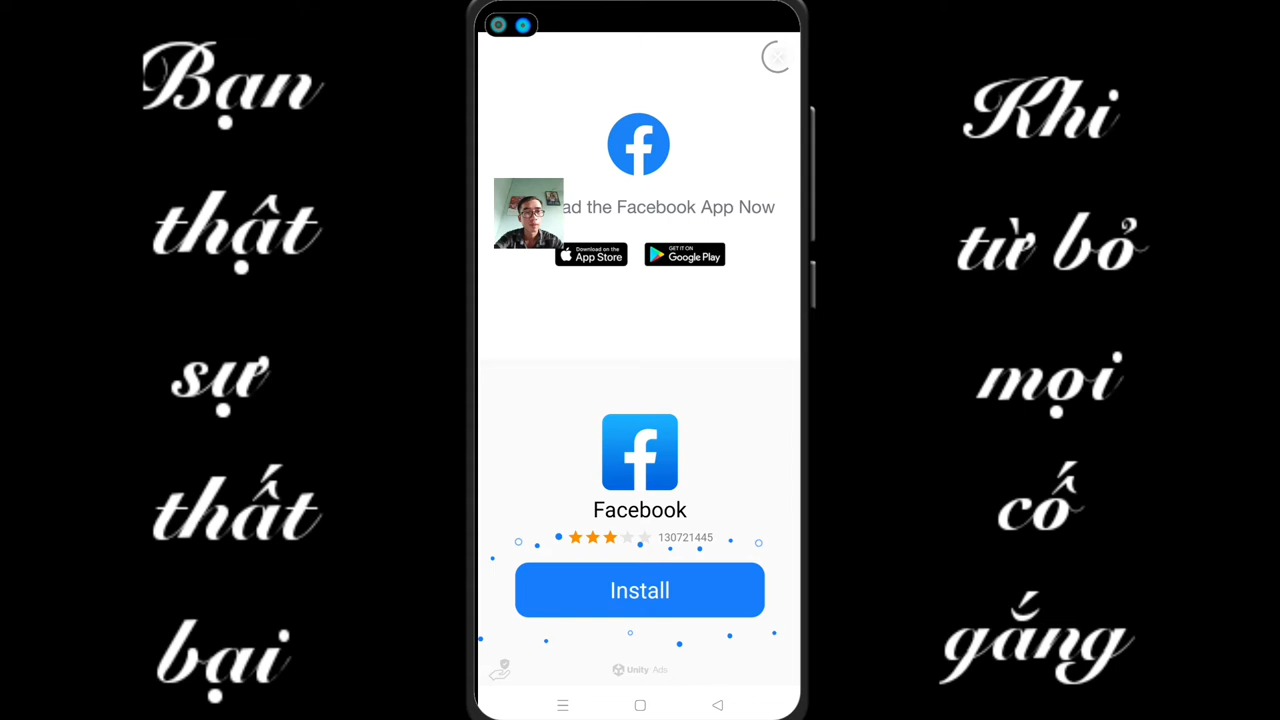 Bạn
thật
sự
thất
bại
ad the Facebook App Now
Download on the
App Store
GET IT ON
Google Play
Facebook
130721445
Install
Unity Ads
Khi
từ bỏ
mọi
cố
gắng